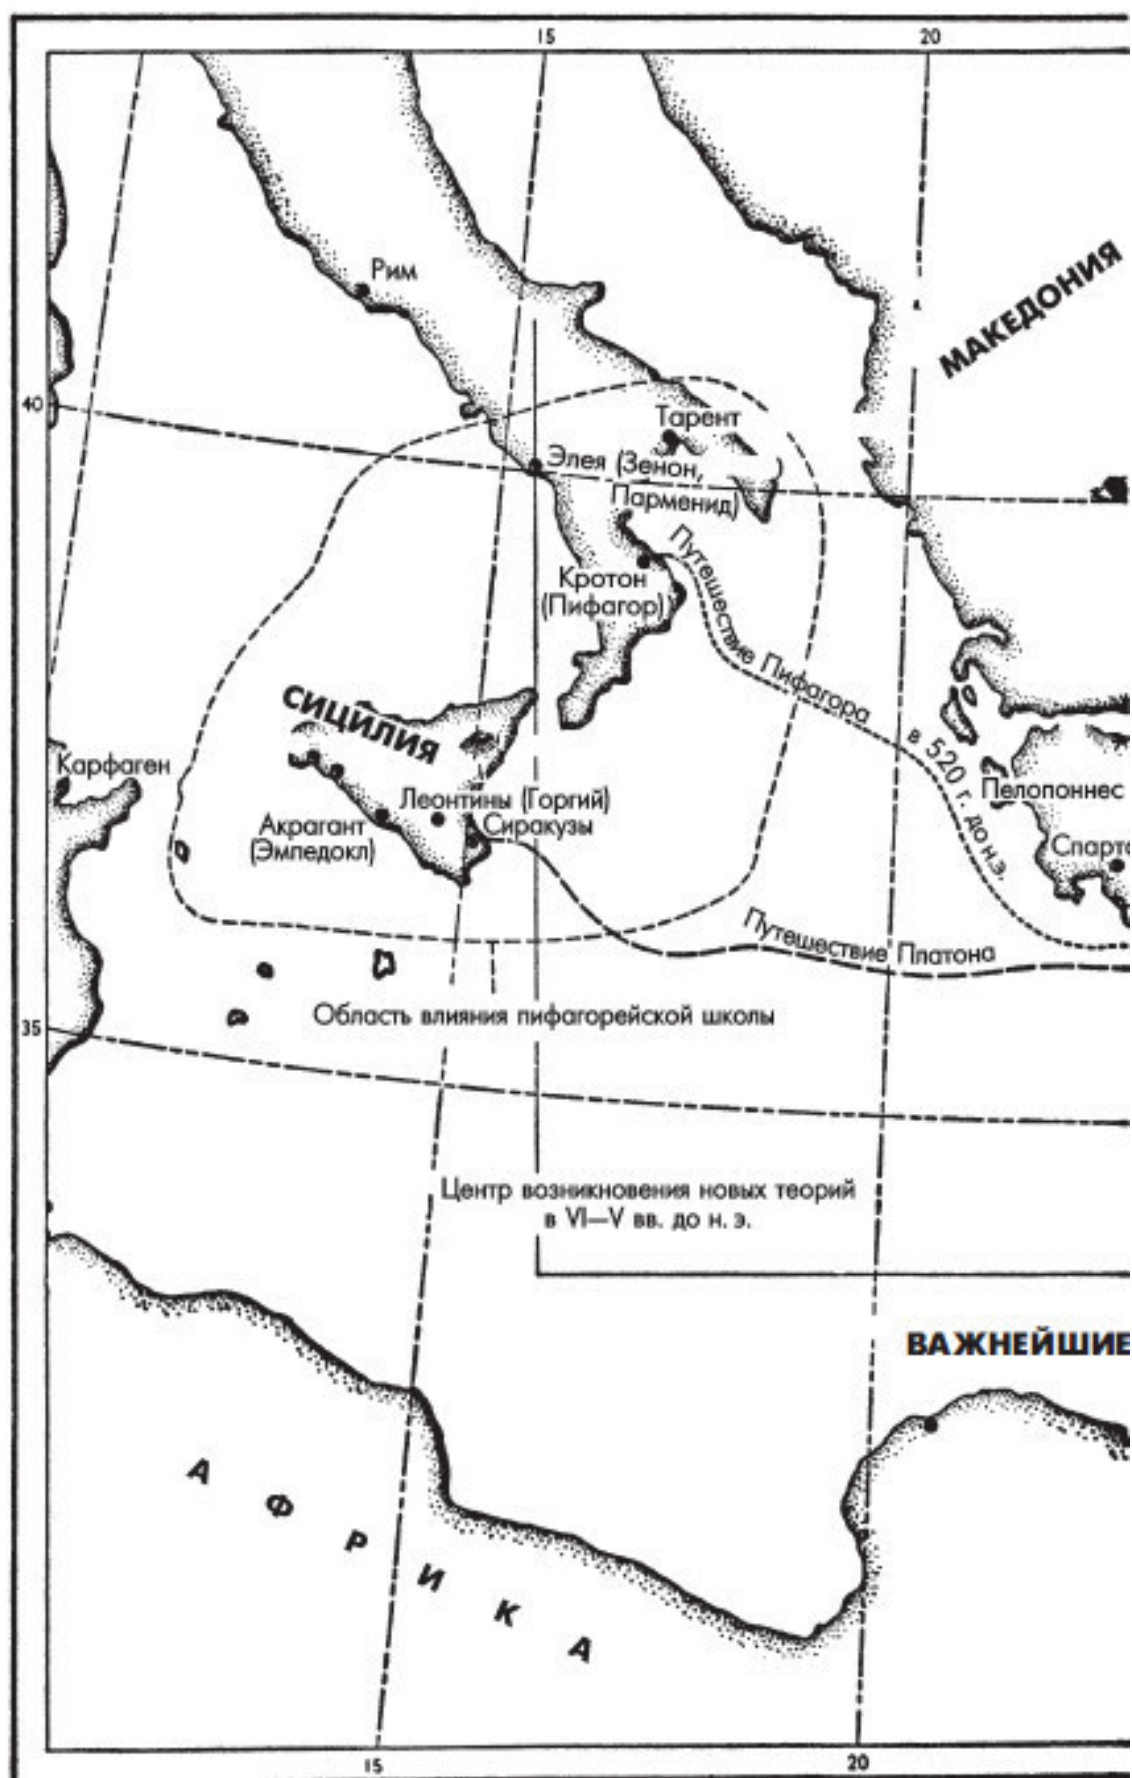 15 20
Рим
МАКЕДОНИЯ
40
Тарент
Элея (Зенон,
Парменид)
Кротон
(Пифагор)
Путешествие Пифагора
в 520 г. до н.э.
СИЦИЛИЯ
Карфаген
Пелопоннес
Леонтины (Горгий)
Сиракузы
Акрагант
(Эмпедокл)
Спарта
Путешествие Платона
Область влияния пифагорейской школы
35
Центр возникновения новых теорий
в VI—V вв. до н. э.
ВАЖНЕЙШИЕ
АФРИКА
15 20